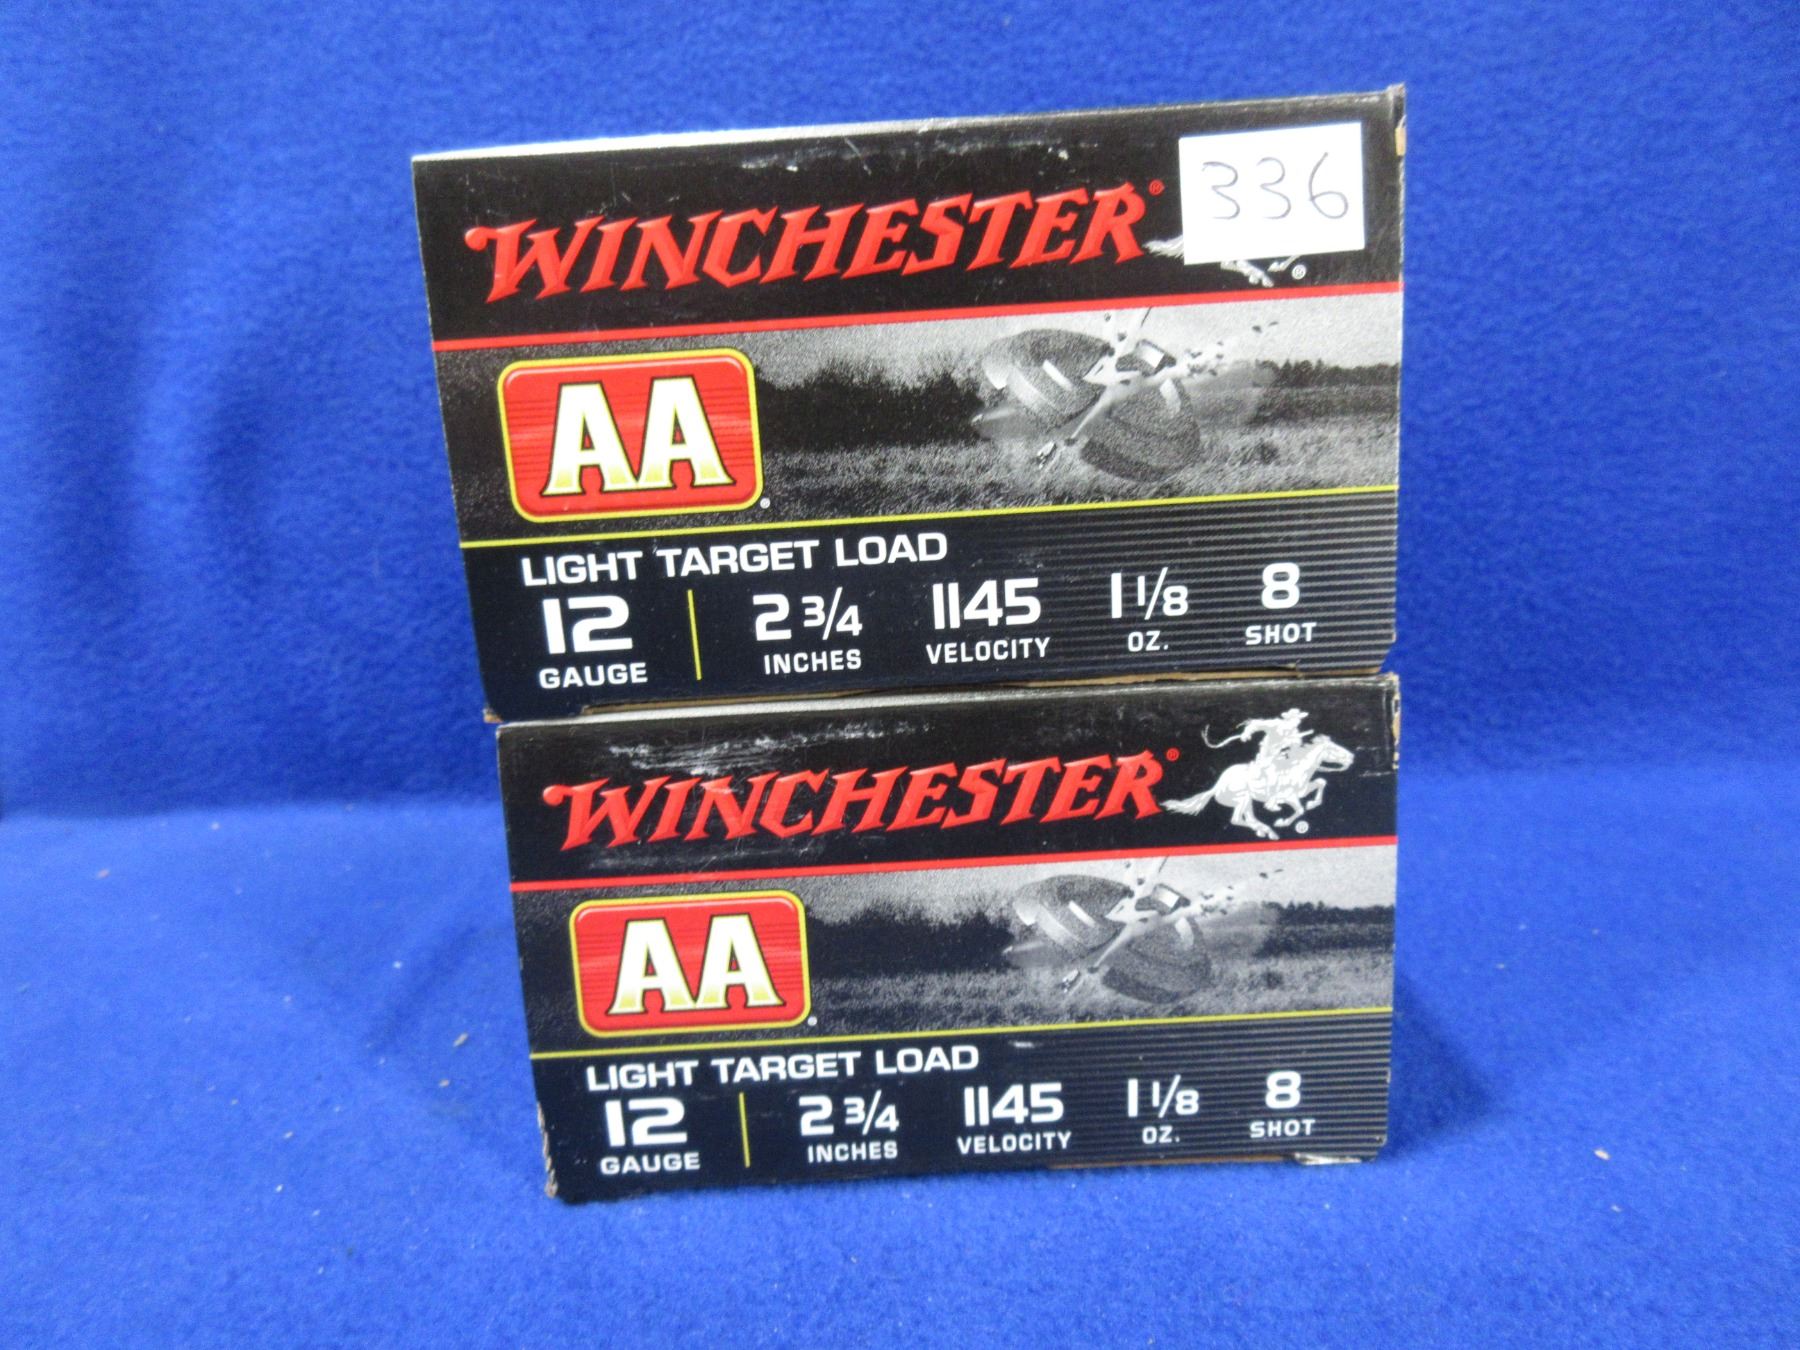 WINCHESTER®
336
®
AA®
LIGHT TARGET LOAD
12 2 3/4 1145 1 1/8 8
GAUGE INCHES VELOCITY OZ. SHOT
WINCHESTER®
®
AA®
LIGHT TARGET LOAD
12 2 3/4 1145 1 1/8 8
GAUGE INCHES VELOCITY OZ. SHOT